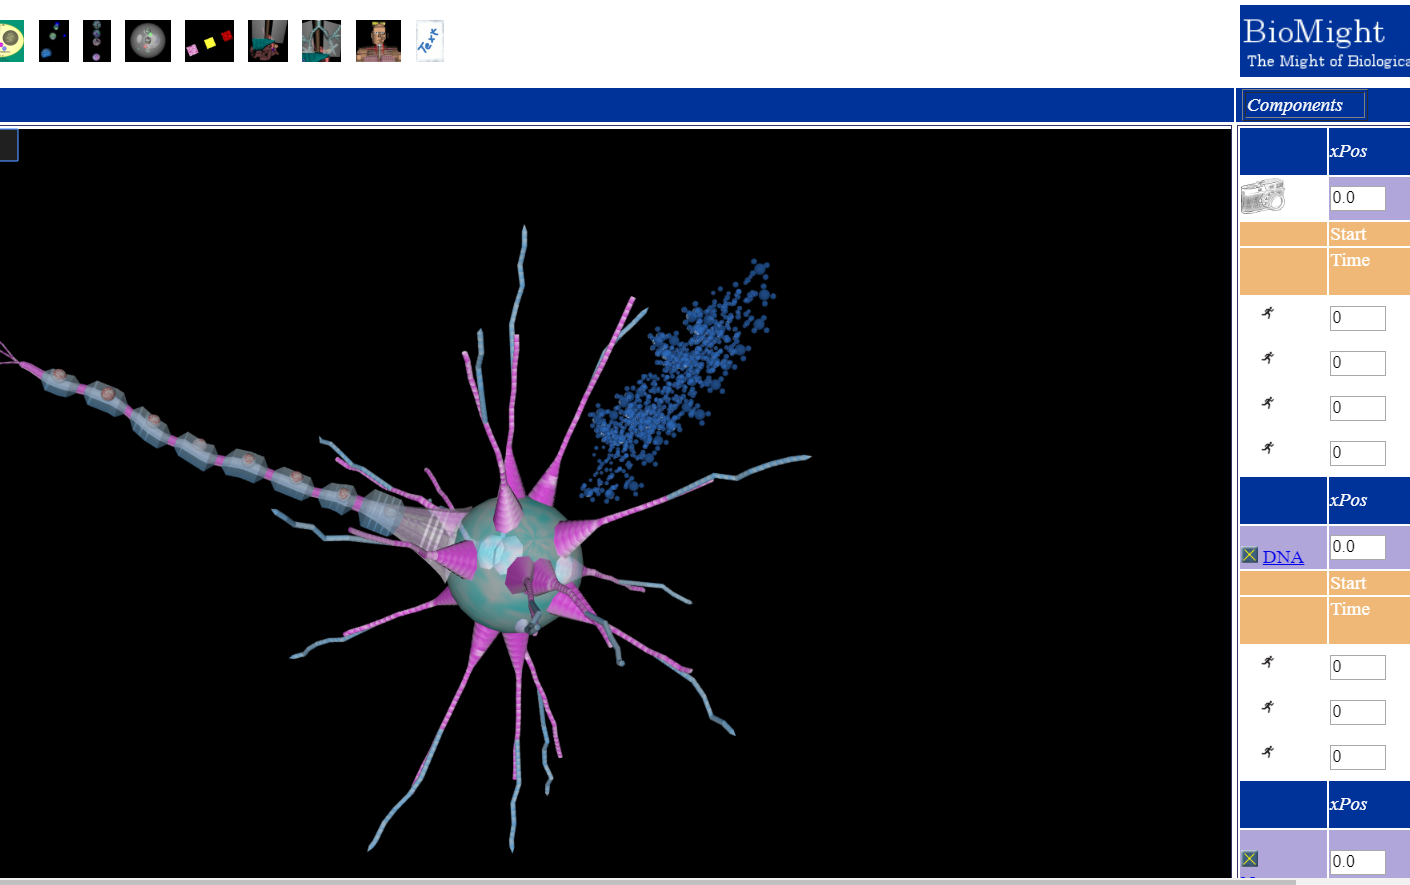 Text
BioMight
The Might of Biologica
Components
xPos
0.0
Start
Time
0
0
0
0
xPos
DNA 0.0
Start
Time
0
0
0
xPos
0.0